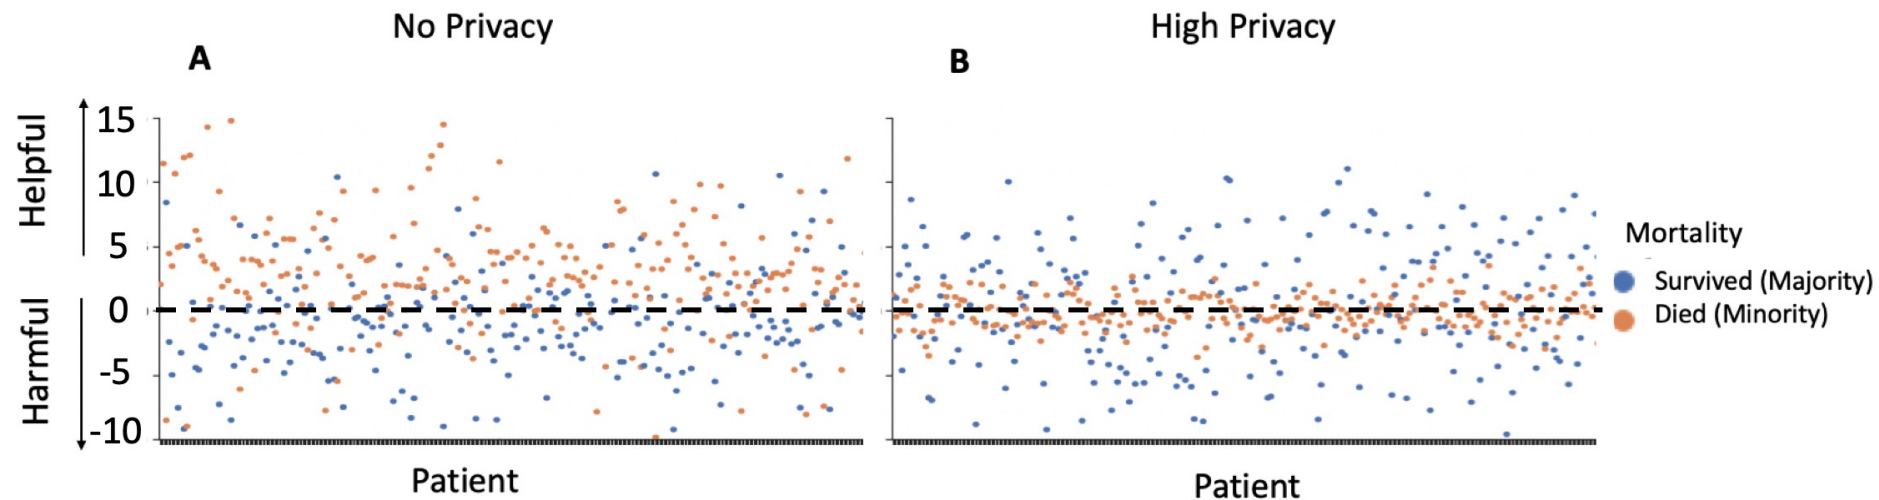 No Privacy
High Privacy
A
B
Helpful
Harmful
15
10
5
0
-5
-10
Patient
Patient
Mortality
Survived (Majority)
Died (Minority)